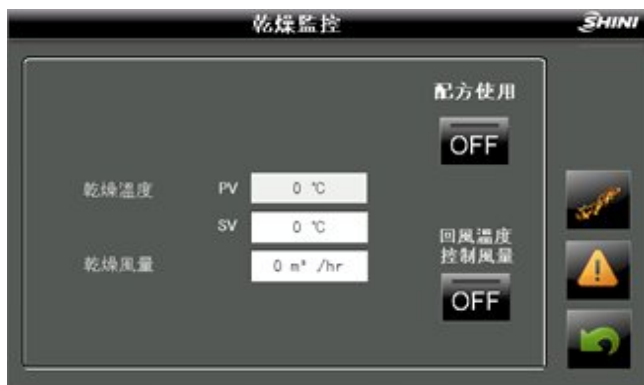 乾燥監控
SHINI
配方使用
OFF
乾燥溫度 PV 0 ℃
SV 0 ℃
回風溫度
控制風量
乾燥風量 0 m³ /hr
OFF